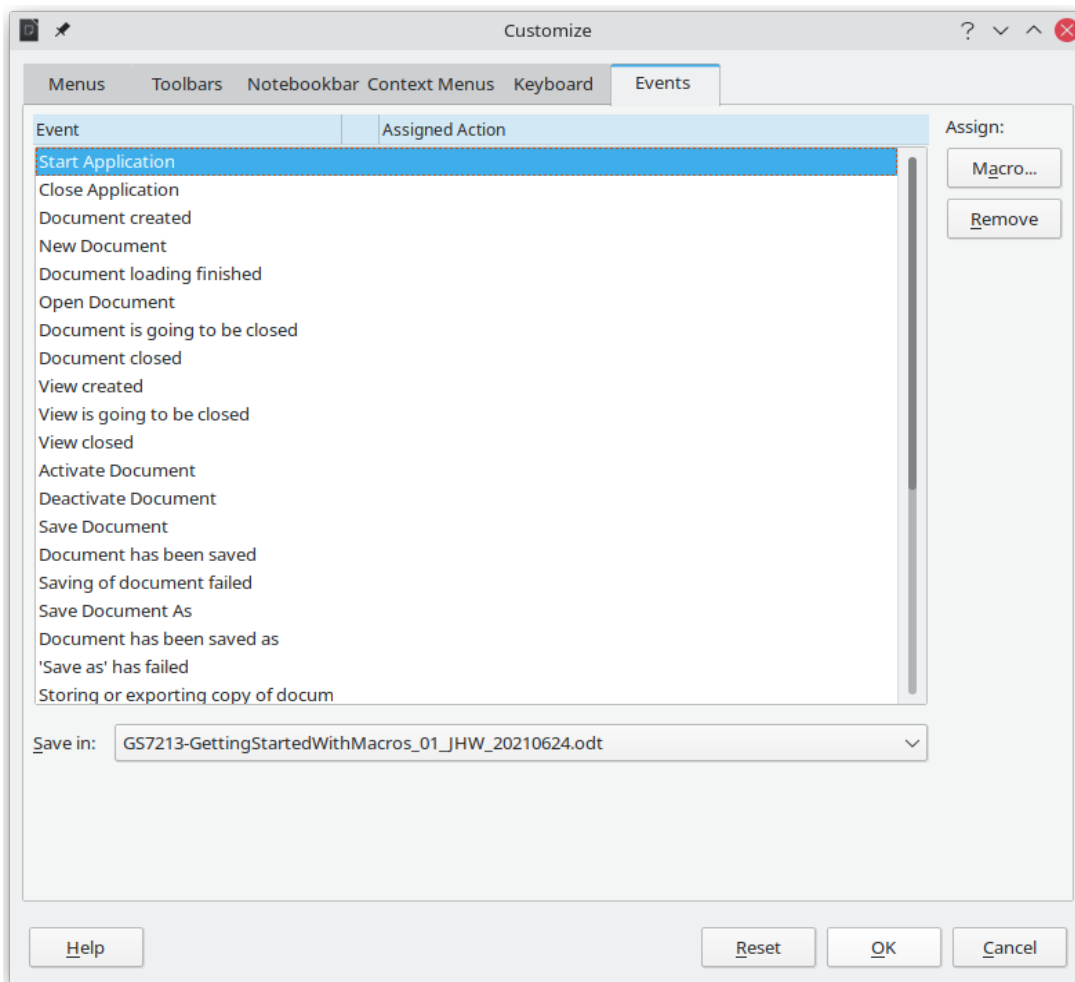 Customize
Menus Toolbars Notebookbar Context Menus Keyboard Events
Event Assigned Action
Assign:
Start Application
Macro...
Close Application
Document created
Remove
New Document
Document loading finished
Open Document
Document is going to be closed
Document closed
View created
View is going to be closed
View closed
Activate Document
Deactivate Document
Save Document
Document has been saved
Saving of document failed
Save Document As
Document has been saved as
'Save as' has failed
Storing or exporting copy of docum
Save in: GS7213-GettingStartedWithMacros_01_JHW_20210624.odt
Help Reset OK Cancel